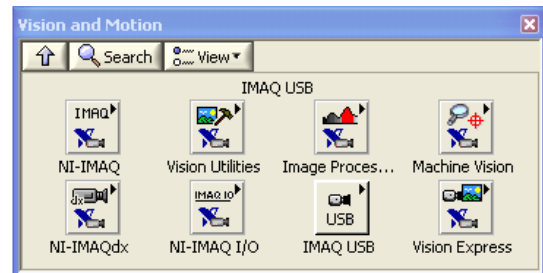 Vision and Motion
Search View
IMAQ USB
IMAQ
NI-IMAQ Vision Utilities Image Proces... Machine Vision
dx IMAQ IO USB
NI-IMAQdx NI-IMAQ I/O IMAQ USB Vision Express